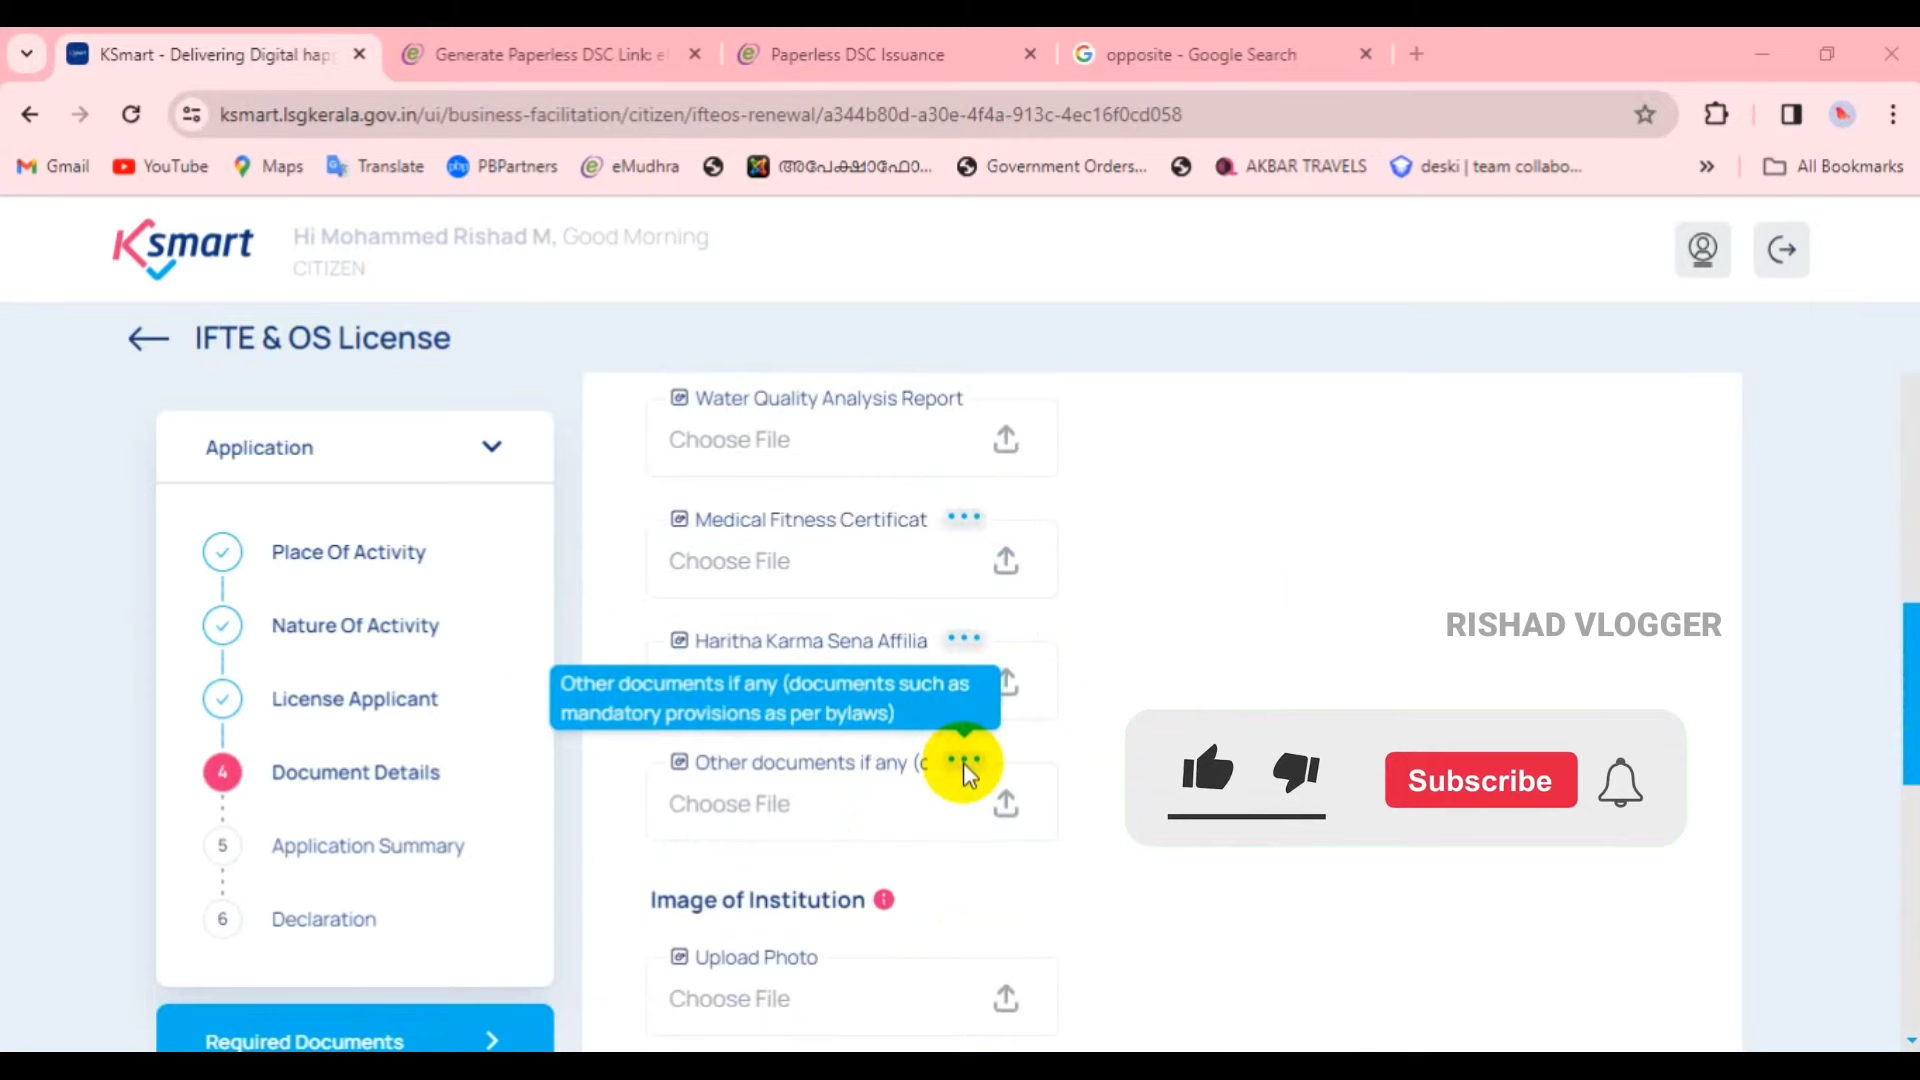 KSmart - Delivering Digital hap
Generate Paperless DSC Link: e
Paperless DSC Issuance
opposite - Google Search
ksmart.lsgkerala.gov.in/ui/business-facilitation/citizen/ifteos-renewal/a344b80d-a30e-4f4a-913c-4ec16f0cd058
Gmail
YouTube
Maps
Translate
PBPartners
eMudhra
അപേക്ഷാഫോ...
Government Orders...
AKBAR TRAVELS
deski | team collabo...
All Bookmarks
Ksmart
Hi Mohammed Rishad M, Good Morning
CITIZEN
IFTE & OS License
Application
Place Of Activity
Nature Of Activity
License Applicant
4 Document Details
5 Application Summary
6 Declaration
Required Documents
Water Quality Analysis Report
Choose File
Medical Fitness Certificat
Choose File
Haritha Karma Sena Affilia
Other documents if any (documents such as
mandatory provisions as per bylaws)
Other documents if any (
Choose File
Image of Institution
Upload Photo
Choose File
RISHAD VLOGGER
Subscribe